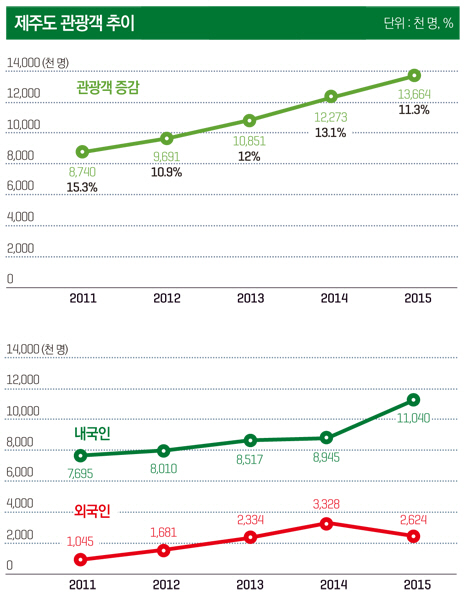 제주도 관광객 추이
단위 : 천 명, %
14,000 (천 명)
관광객 증감
12,000
10,000
8,000
6,000
4,000
2,000
0
8,740
15.3%
9,691
10.9%
10,851
12%
12,273
13.1%
13,664
11.3%
2011 2012 2013 2014 2015
14,000 (천 명)
12,000
10,000
8,000
6,000
4,000
2,000
0
내국인
7,695 8,010 8,517 8,945 11,040
외국인
1,045 1,681 2,334 3,328 2,624
2011 2012 2013 2014 2015